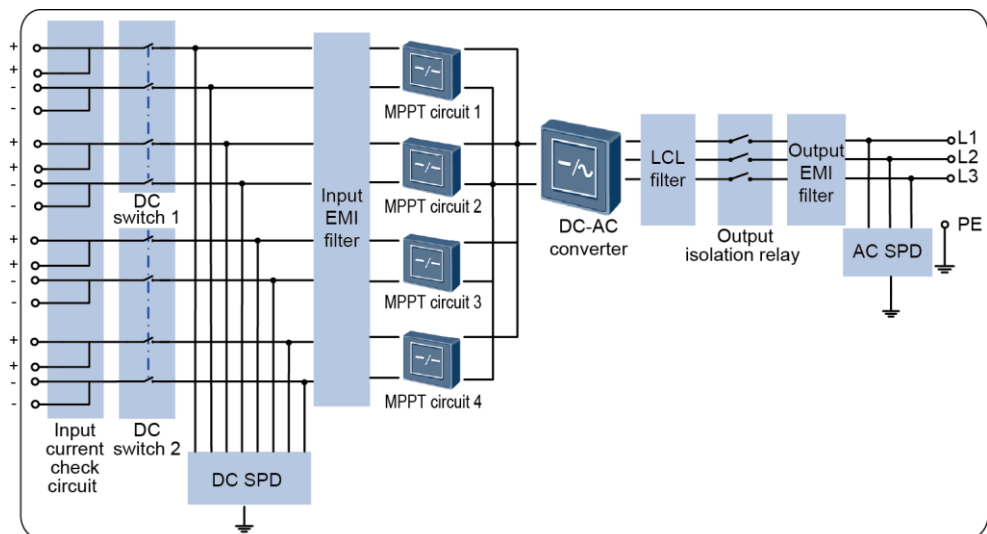 +
+
-
-
+
+
-
-
+
+
-
-
+
+
-
-
Input
current
check
circuit
DC
switch 1
DC
switch 2
DC SPD
Input
EMI
filter
MPPT circuit 1
MPPT circuit 2
MPPT circuit 3
MPPT circuit 4
DC-AC
converter
LCL
filter
Output
isolation relay
Output
EMI
filter
L1
L2
L3
PE
AC SPD